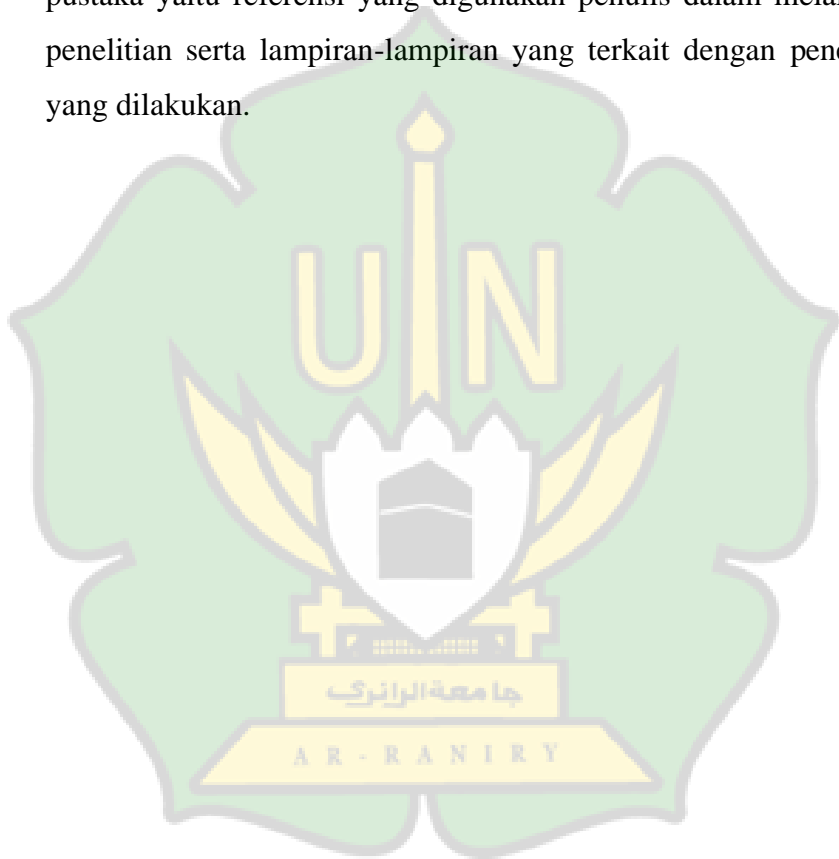 pustaka yaitu referensi yang digunakan penulis dalam
penelitian serta lampiran-lampiran yang terkait dengan
yang dilakukan.
UIN
جامعة الرانري
AR-RANIRY